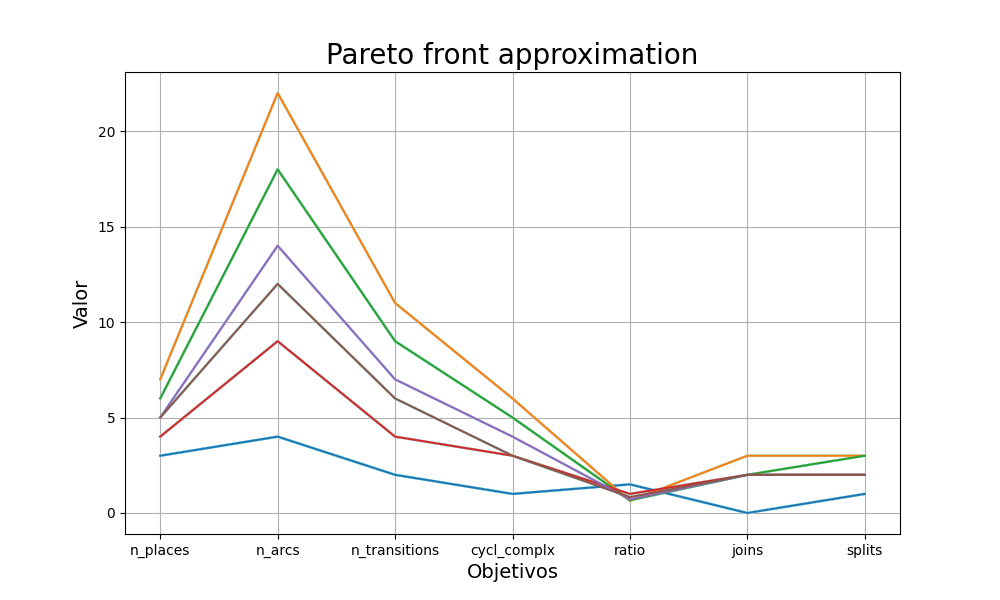 Pareto front approximation
Valor
20
15
10
5
0
n_places n_arcs n_transitions cycl_complx ratio joins splits
Objetivos